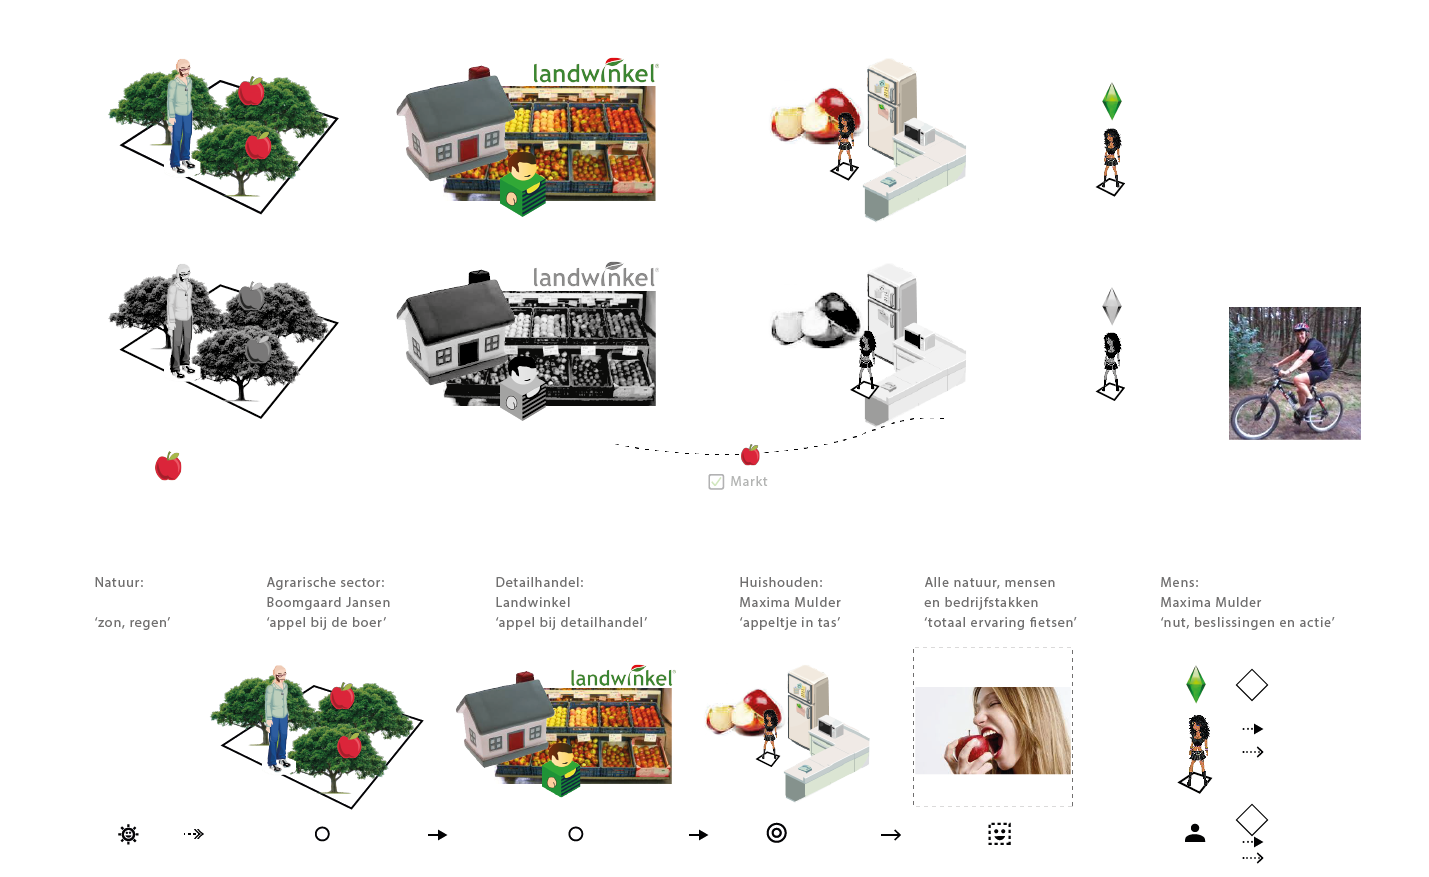 landwinkel
landwinkel
Markt
Natuur:
‘zon, regen’
Agrarische sector:
Boomgaard Jansen
‘appel bij de boer’
Detailhandel:
Landwinkel
‘appel bij detailhandel’
Huishouden:
Maxima Mulder
‘appeltje in tas’
Alle natuur, mensen
en bedrijfstakken
‘totaal ervaring fietsen’
Mens:
Maxima Mulder
‘nut, beslissingen en actie’
landwinkel